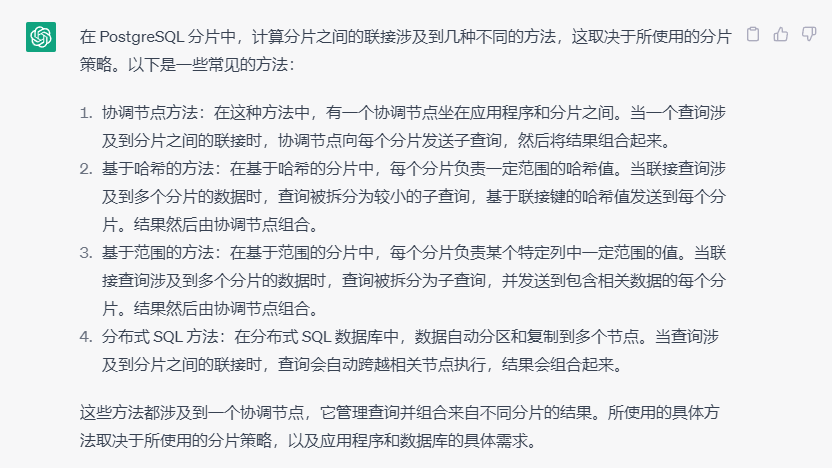 在 PostgreSQL 分片中，计算分片之间的联接涉及到几种不同的方法，这取决于所使用的分片
策略。以下是一些常见的方法：
1. 协调节点方法：在这种方法中，有一个协调节点坐在应用程序和分片之间。当一个查询涉
及到分片之间的联接时，协调节点向每个分片发送子查询，然后将结果组合起来。
2. 基于哈希的方法：在基于哈希的分片中，每个分片负责一定范围的哈希值。当联接查询涉
及到多个分片的数据时，查询被拆分为较小的子查询，基于联接键的哈希值发送到每个分
片。结果然后由协调节点组合。
3. 基于范围的方法：在基于范围的分片中，每个分片负责某个特定列中一定范围的值。当联
接查询涉及到多个分片的数据时，查询被拆分为子查询，并发送到包含相关数据的每个分
片。结果然后由协调节点组合。
4. 分布式 SQL 方法：在分布式 SQL 数据库中，数据自动分区和复制到多个节点。当查询涉
及到分片之间的联接时，查询会自动跨越相关节点执行，结果会组合起来。
这些方法都涉及到一个协调节点，它管理查询并组合来自不同分片的结果。所使用的具体方
法取决于所使用的分片策略，以及应用程序和数据库的具体需求。